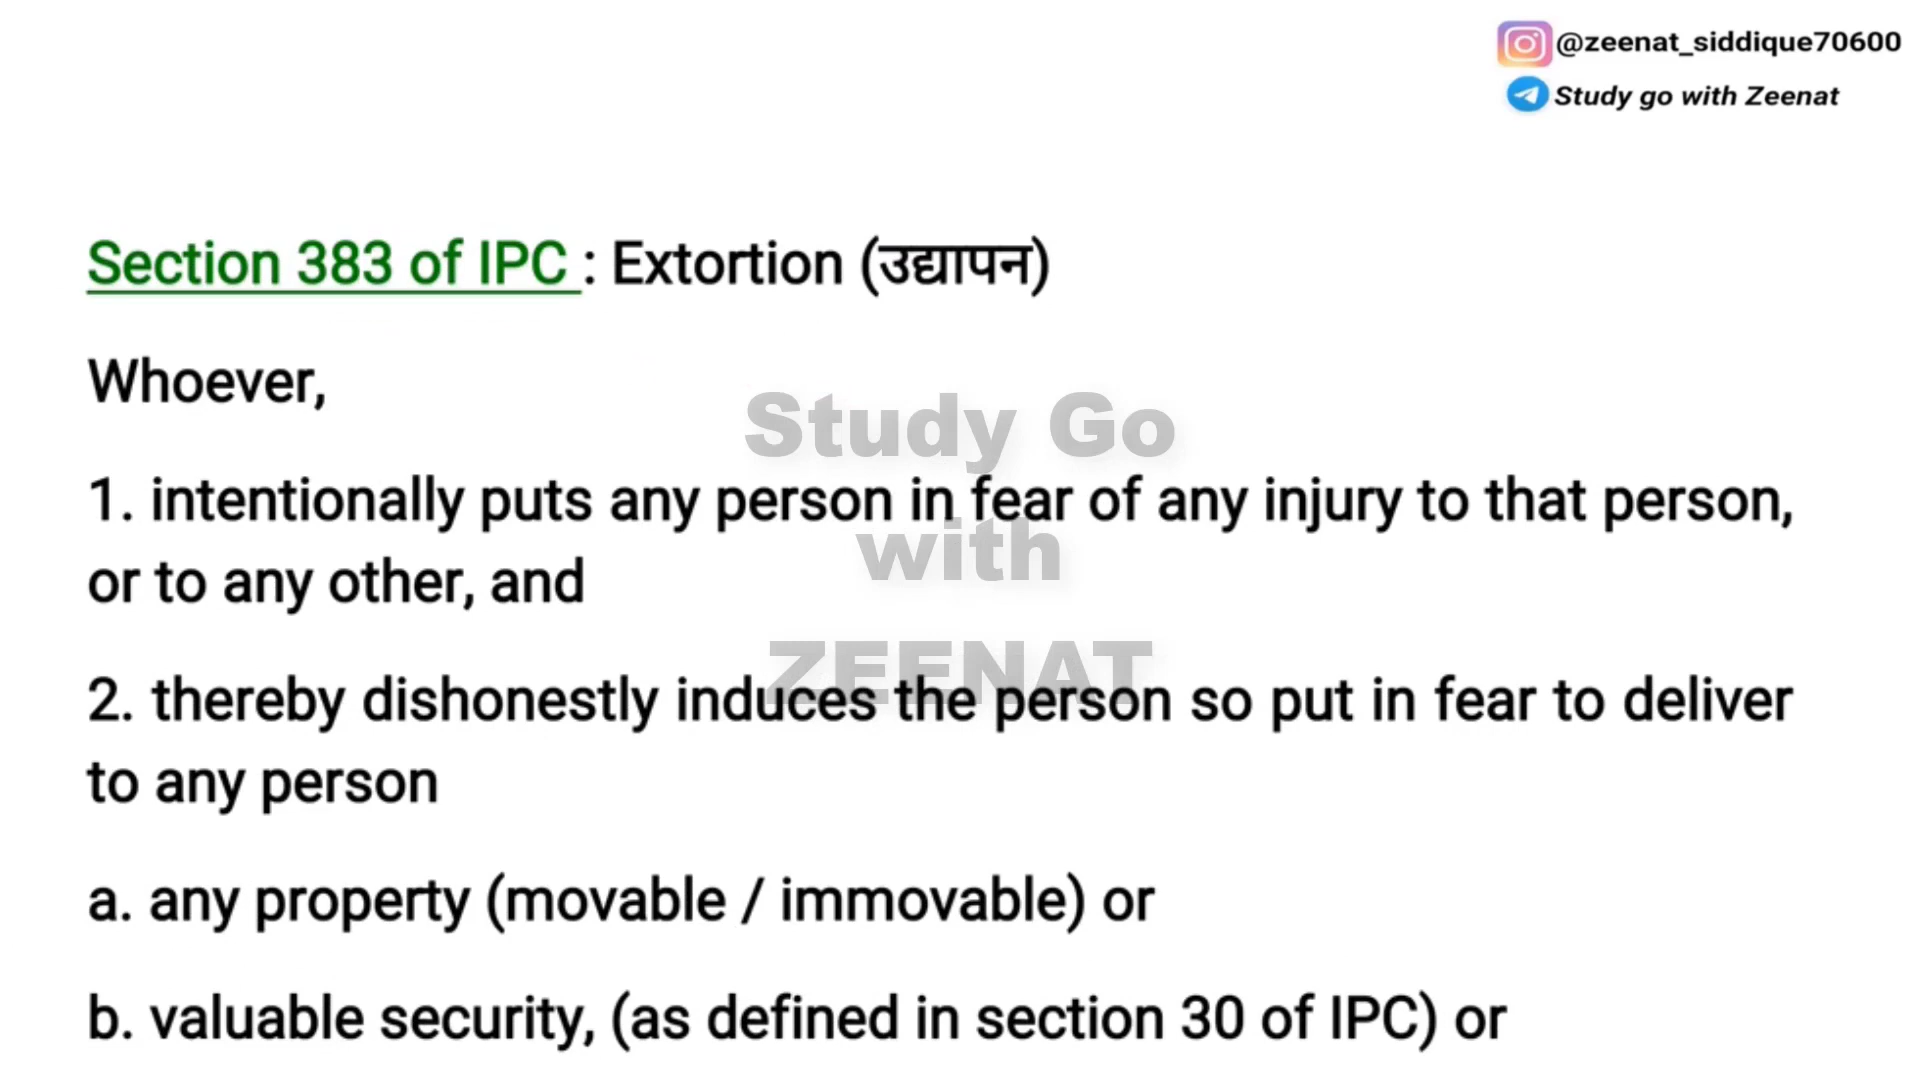 @zeenat_siddique70600
Study go with Zeenat
Section 383 of IPC : Extortion (उद्यापन)
Whoever,
Study Go
1. intentionally puts any person in fear of any injury to that person,
with
or to any other, and
ZEENAT
2. thereby dishonestly induces the person so put in fear to deliver
to any person
a. any property (movable / immovable) or
b. valuable security, (as defined in section 30 of IPC) or